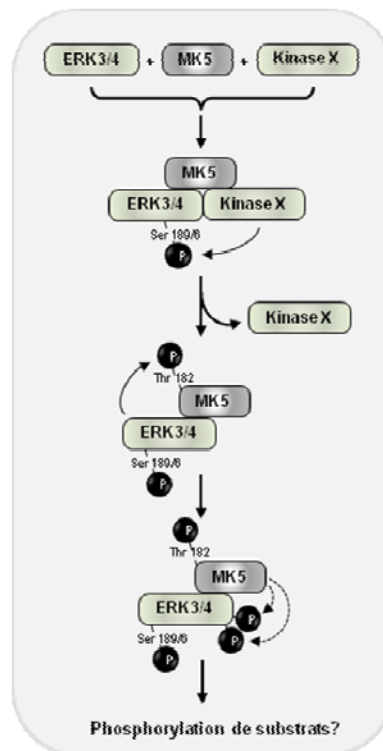 ERK3/4 + MK5 + Kinase X
MK5
ERK3/4 Kinase X
Ser 189/6
P
Kinase X
P
Thr 182
MK5
ERK3/4
Ser 189/6
P
P
Thr 182
MK5
ERK3/4
P
Ser 189/6
P
P
Phosphorylation de substrats?